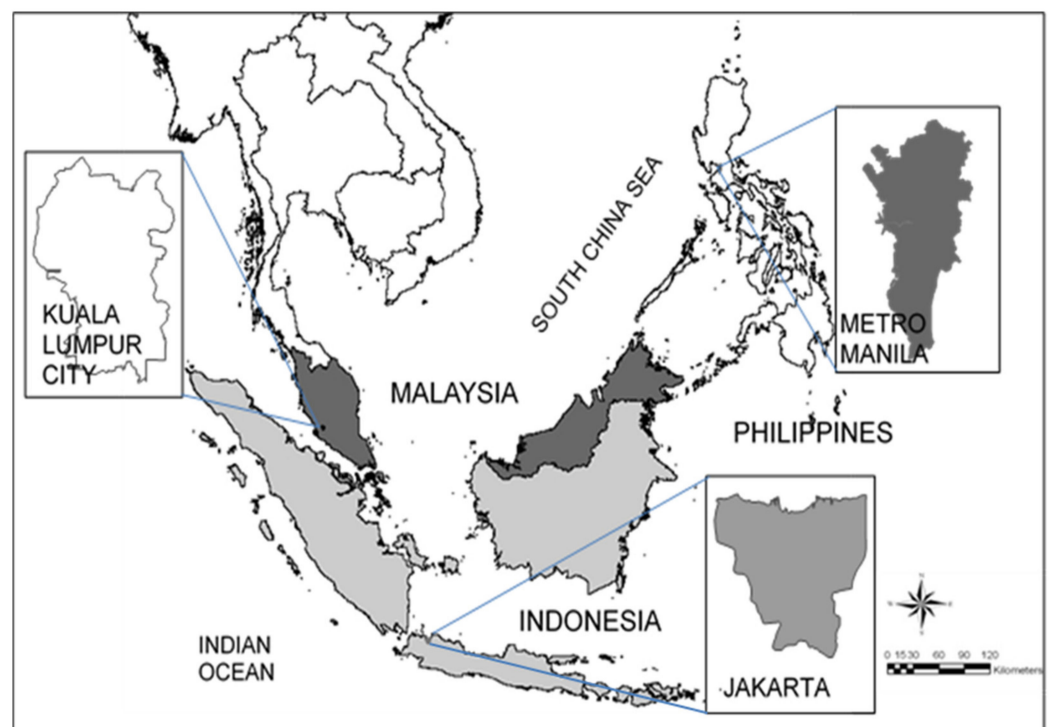 KUALA
LUMPUR
CITY
SOUTH CHINA SEA
METRO
MANILA
MALAYSIA
PHILIPPINES
INDONESIA
INDIAN
OCEAN
JAKARTA
0 15 30 60 90 120
Kilometers